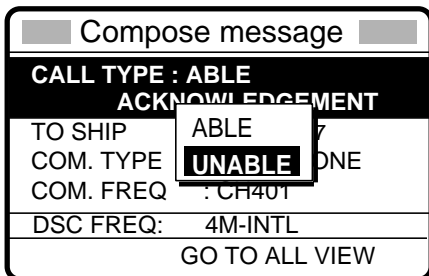 Compose message
CALL TYPE : ABLE
ACKNOWLEDGEMENT
TO SHIP 7
ABLE
COM. TYPE ONE
UNABLE
COM. FREQ : CH401
DSC FREQ: 4M-INTL
GO TO ALL VIEW